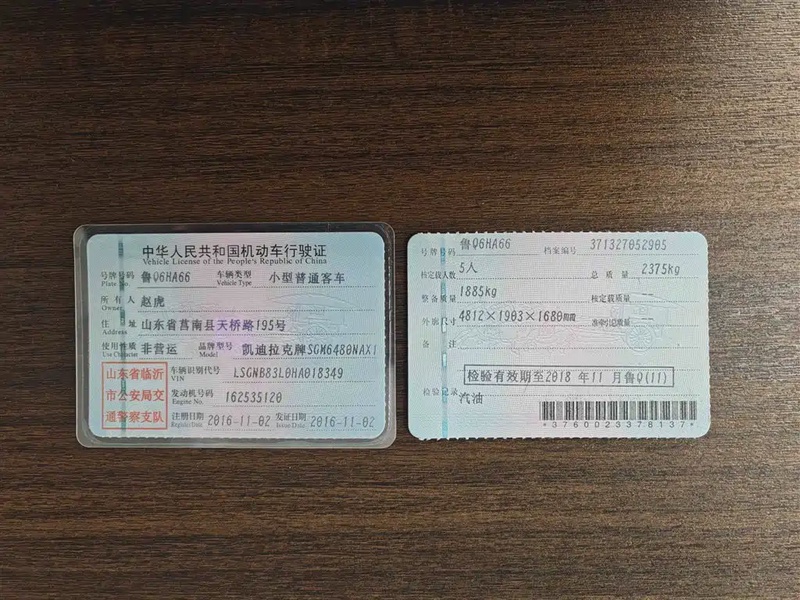 中华人民共和国机动车行驶证
Vehicle License of the People's Republic of China
号牌号码 鲁Q6HA66 车辆类型 小型普通客车
Plate No. Vehicle Type
所有人 赵虎
Owner
住址 山东省莒南县天桥路195号
Address
使用性质 非营运 品牌型号 凯迪拉克牌SGM6480NAX1
Use Character Model
山东省临沂
市公安局交
通警察支队
车辆识别代号 LSGNB83L0HA018349
VIN
发动机号码 162535120
Engine No.
注册日期 2016-11-02 发证日期 2016-11-02
Register Date Issue Date
号牌号码 鲁Q6HA66 档案编号 371327052905
核定载人数 5人 总质量 2375kg
整备质量 1885kg 核定载质量 --
外廓尺寸 4812×1903×1680mm 准牵引总质量 --
备注
检验有效期至2018 年 11 月鲁Q(11)
检验记录
汽油
*3760023378137*